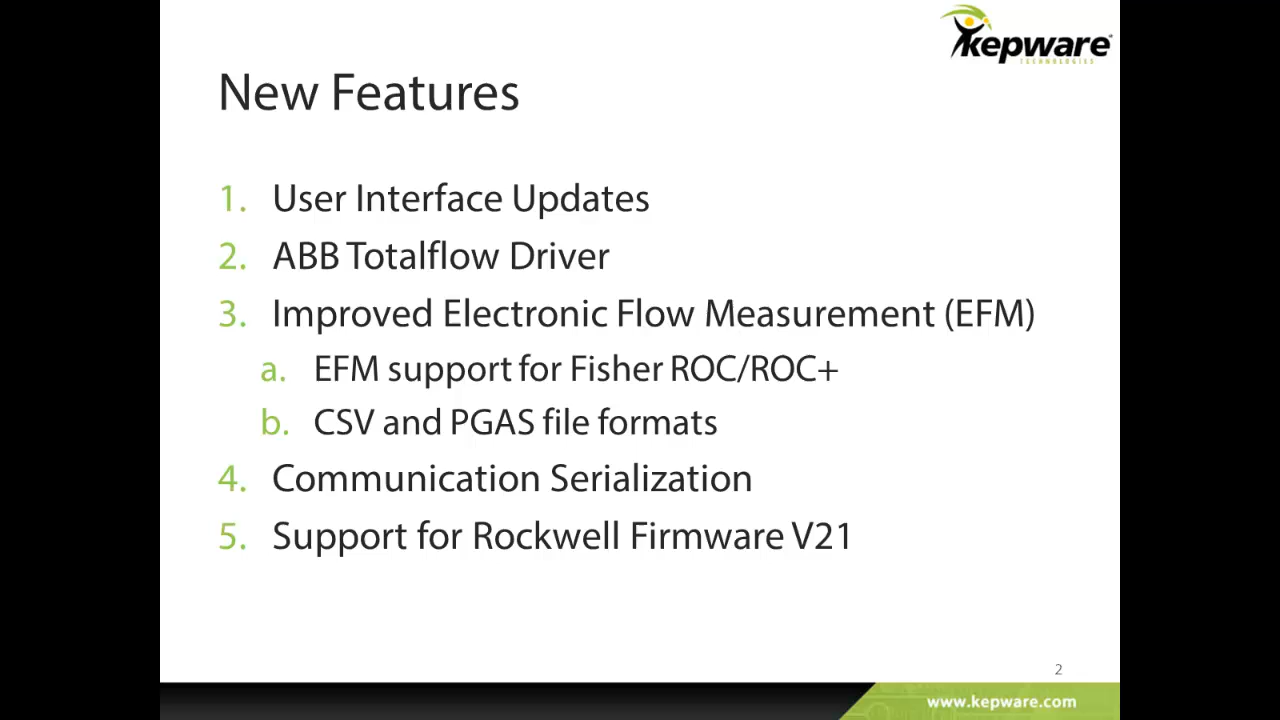 kepware
TECHNOLOGIES
New Features
1. User Interface Updates
2. ABB Totalflow Driver
3. Improved Electronic Flow Measurement (EFM)
a. EFM support for Fisher ROC/ROC+
b. CSV and PGAS file formats
4. Communication Serialization
5. Support for Rockwell Firmware V21
2
www.kepware.com